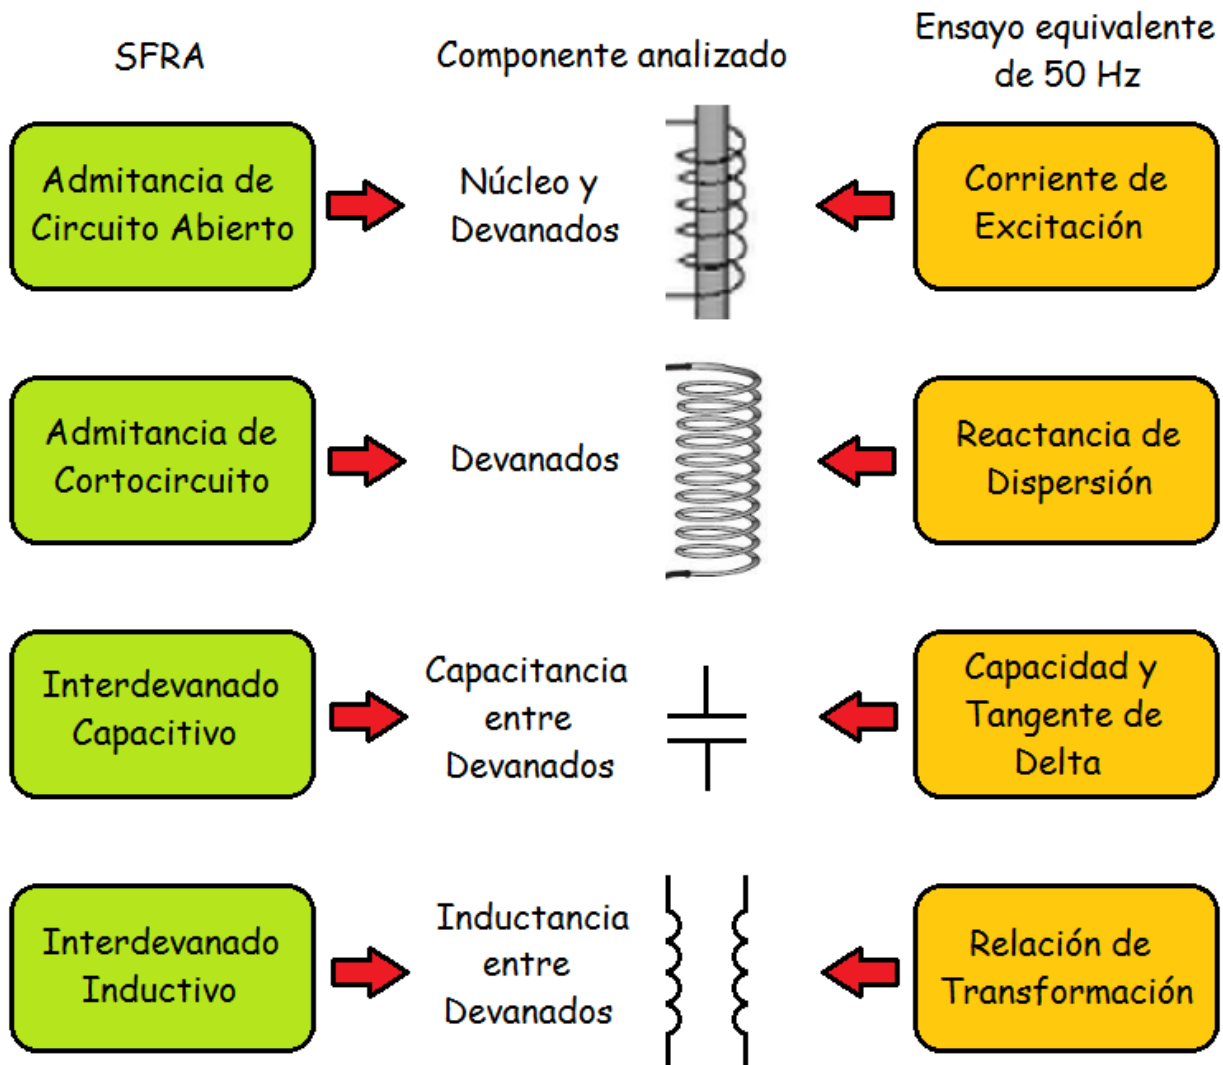 SFRA
Componente analizado
Ensayo equivalente
de 50 Hz
Admitancia de
Circuito Abierto
Núcleo y
Devanados
Corriente de
Excitación
Admitancia de
Cortocircuito
Devanados
Reactancia de
Dispersión
Interdevanado
Capacitivo
Capacitancia
entre
Devanados
Capacidad y
Tangente de
Delta
Interdevanado
Inductivo
Inductancia
entre
Devanados
Relación de
Transformación